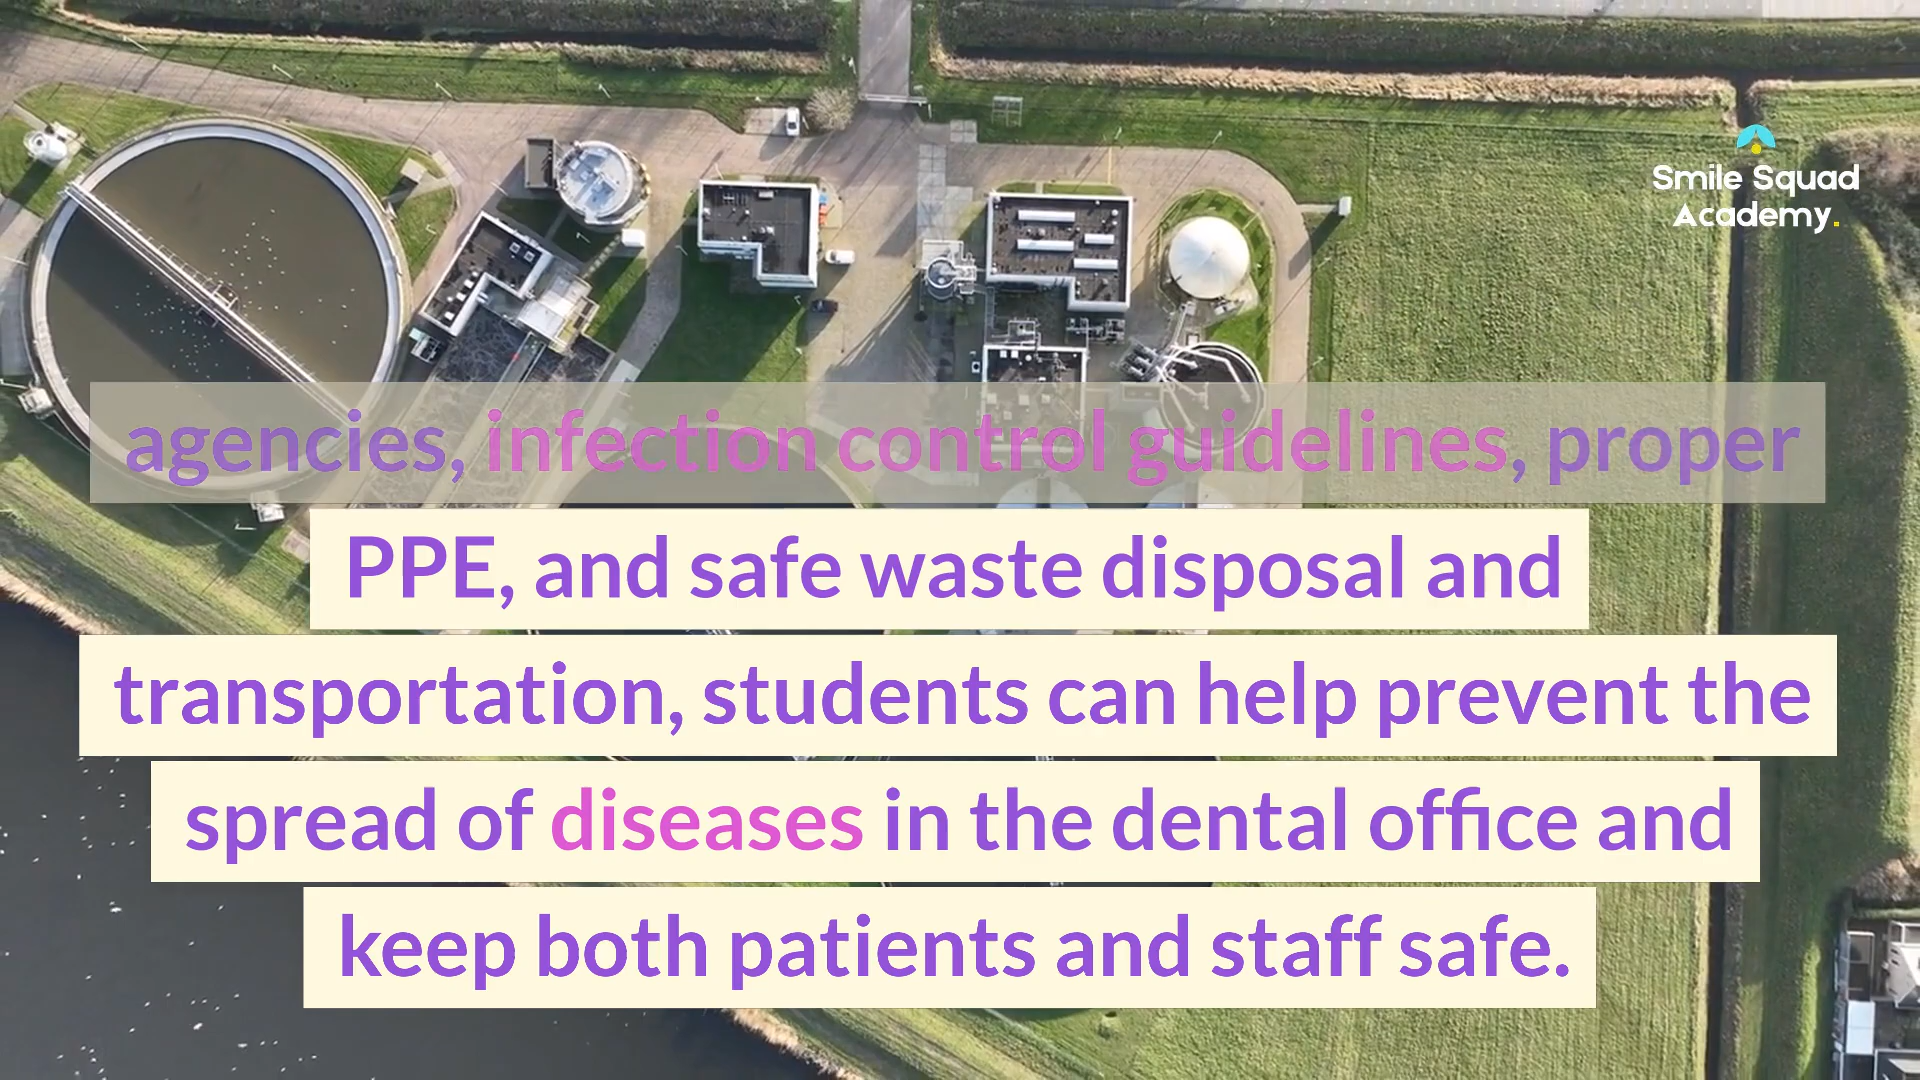 Smile Squad
Academy.
agencies, infection control guidelines, proper
PPE, and safe waste disposal and
transportation, students can help prevent the
spread of diseases in the dental office and
keep both patients and staff safe.